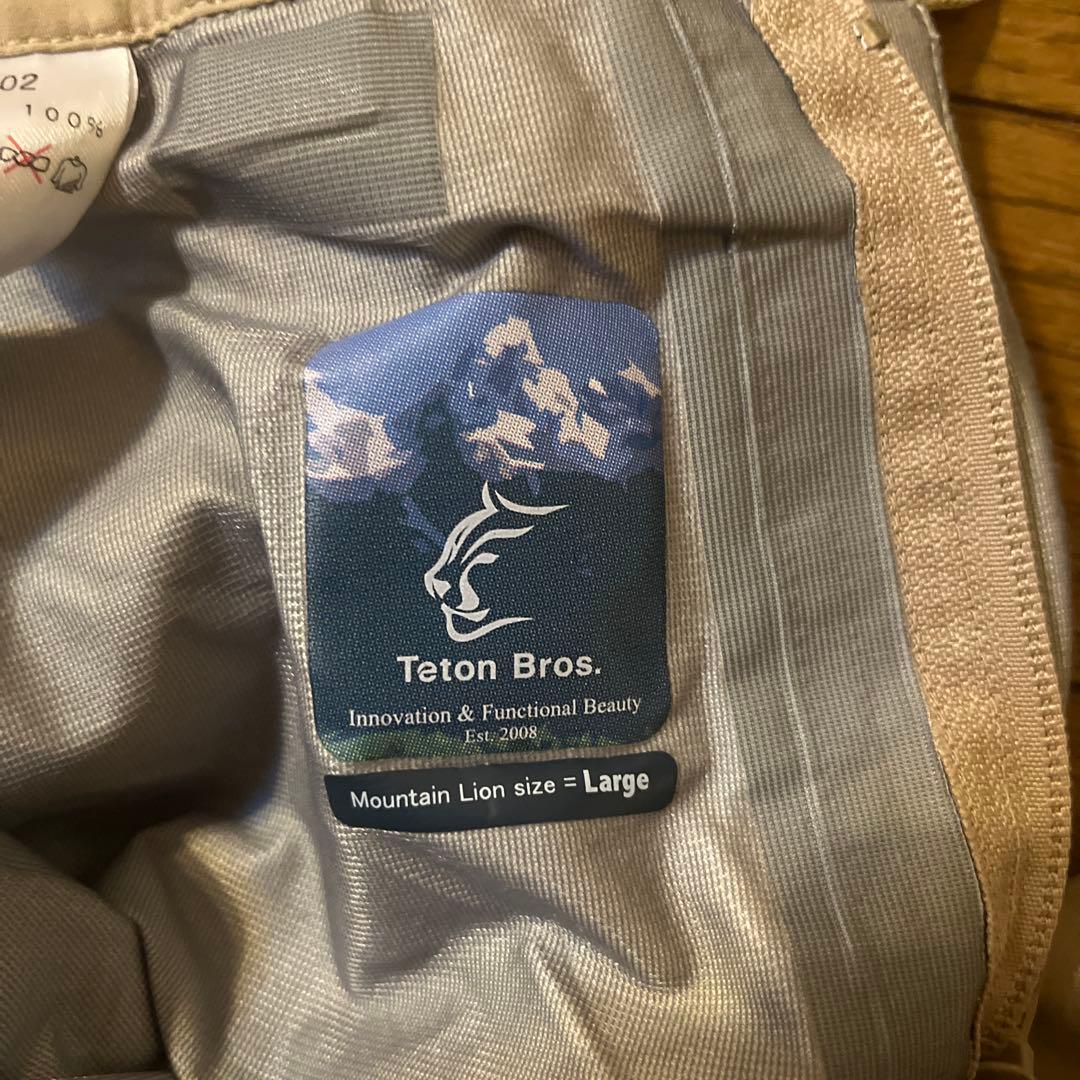 02
100%
Teton Bros.
Innovation & Functional Beauty
Est. 2008
Mountain Lion size = Large